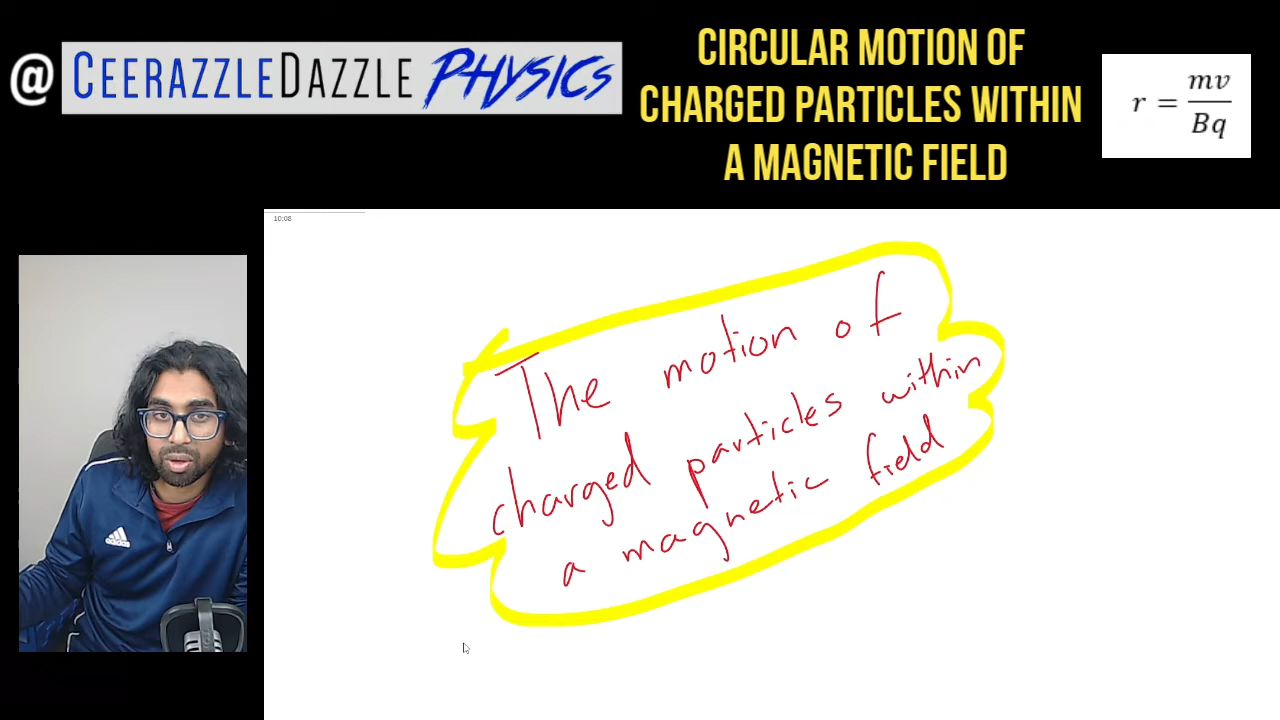 @ CEERAZZLEDAZZLE PHYSICS
CIRCULAR MOTION OF
CHARGED PARTICLES WITHIN
A MAGNETIC FIELD
r = mv / Bq
10:08
The motion of
charged particles within
a magnetic field